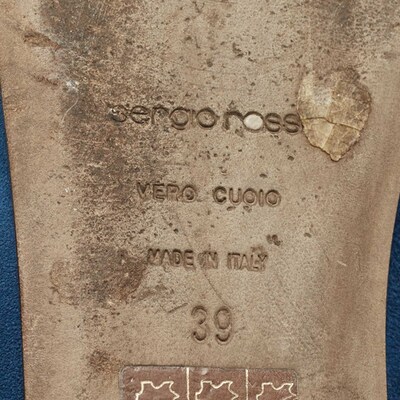 sergio rossi
VERO CUOIO
MADE IN ITALY
39